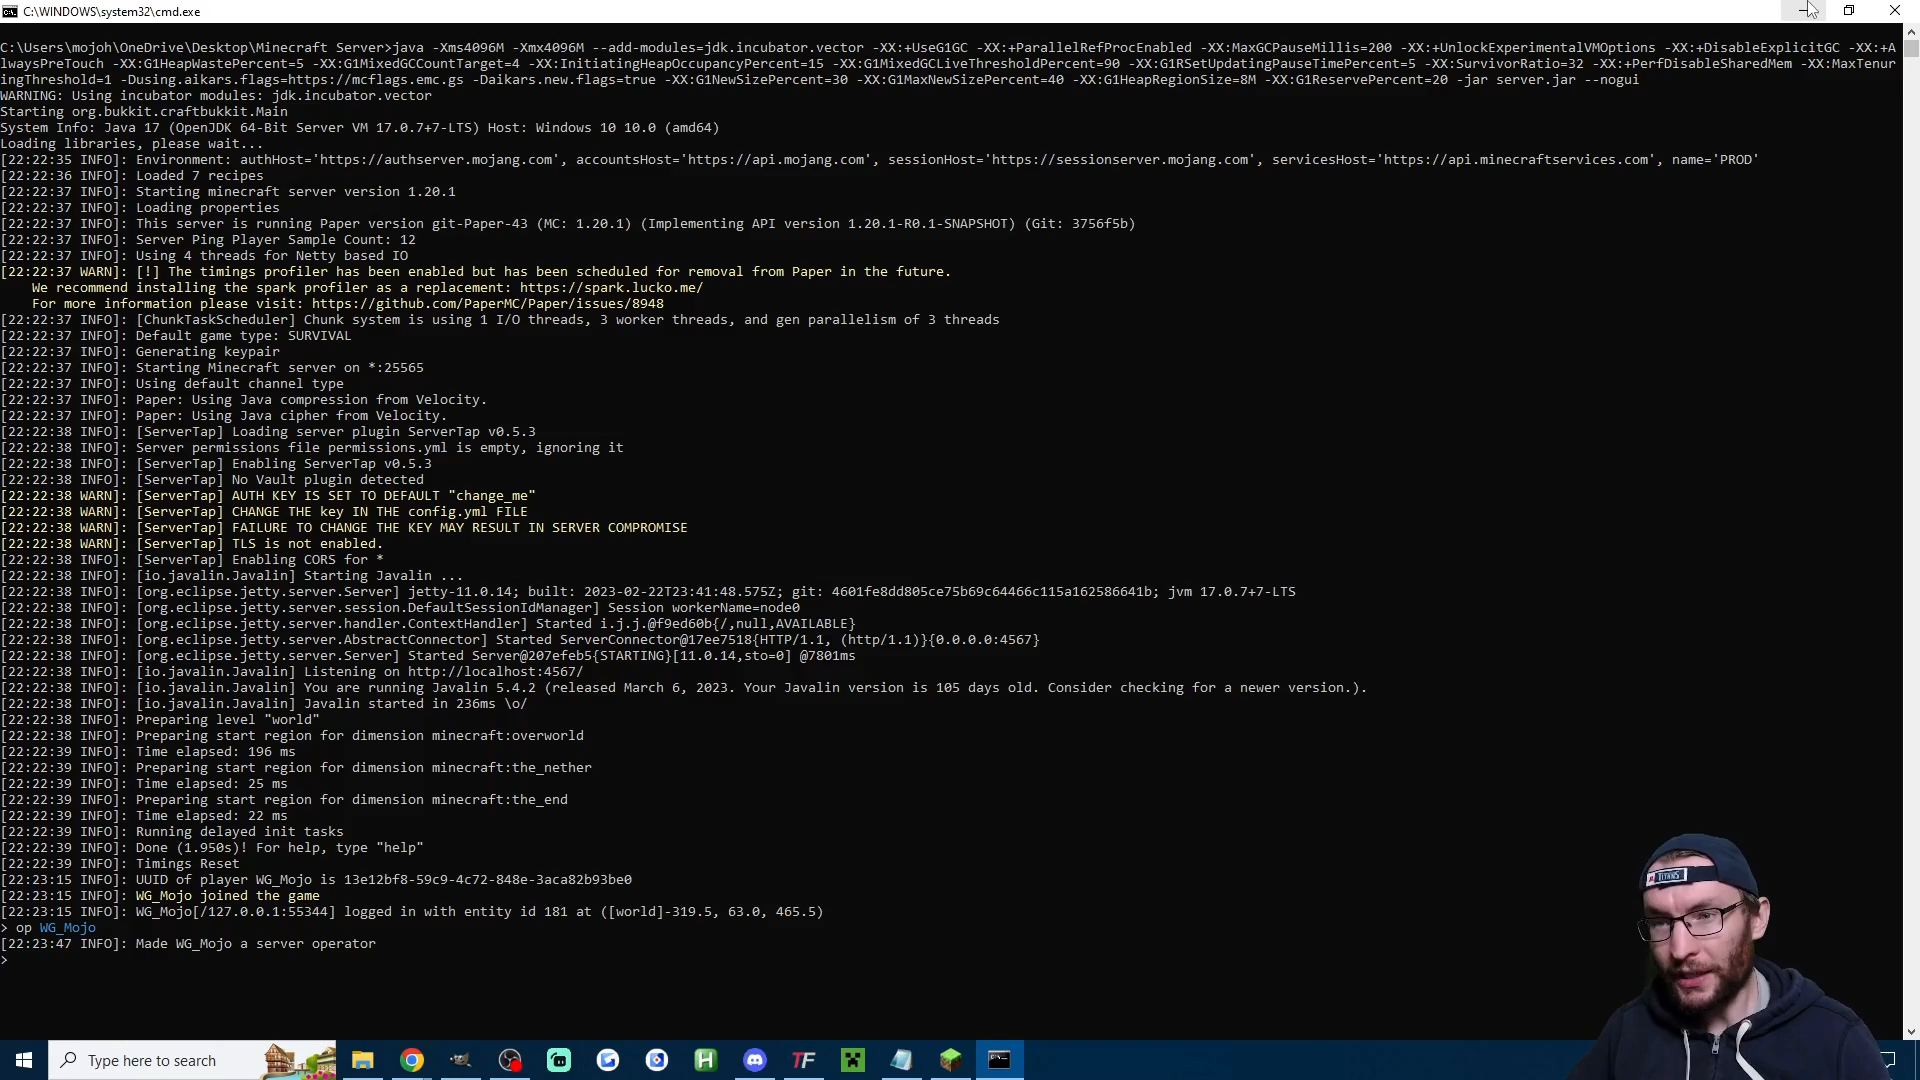 C:\WINDOWS\system32\cmd.exe
C:\Users\mojoh\OneDrive\Desktop\Minecraft Server>java -Xms4096M -Xmx4096M --add-modules=jdk.incubator.vector -XX:+UseG1GC -XX:+ParallelRefProcEnabled -XX:MaxGCPauseMillis=200 -XX:+UnlockExperimentalVMOptions -XX:+DisableExplicitGC -XX:+A
lwaysPreTouch -XX:G1HeapWastePercent=5 -XX:G1MixedGCCountTarget=4 -XX:InitiatingHeapOccupancyPercent=15 -XX:G1MixedGCLiveThresholdPercent=90 -XX:G1RSetUpdatingPauseTimePercent=5 -XX:SurvivorRatio=32 -XX:+PerfDisableSharedMem -XX:MaxTenur
ingThreshold=1 -Dusing.aikars.flags=https://mcflags.emc.gs -Daikars.new.flags=true -XX:G1NewSizePercent=30 -XX:G1MaxNewSizePercent=40 -XX:G1HeapRegionSize=8M -XX:G1ReservePercent=20 -jar server.jar --nogui
WARNING: Using incubator modules: jdk.incubator.vector
Starting org.bukkit.craftbukkit.Main
System Info: Java 17 (OpenJDK 64-Bit Server VM 17.0.7+7-LTS) Host: Windows 10 10.0 (amd64)
Loading libraries, please wait...
[22:22:35 INFO]: Environment: authHost='https://authserver.mojang.com', accountsHost='https://api.mojang.com', sessionHost='https://sessionserver.mojang.com', servicesHost='https://api.minecraftservices.com', name='PROD'
[22:22:36 INFO]: Loaded 7 recipes
[22:22:37 INFO]: Starting minecraft server version 1.20.1
[22:22:37 INFO]: Loading properties
[22:22:37 INFO]: This server is running Paper version git-Paper-43 (MC: 1.20.1) (Implementing API version 1.20.1-R0.1-SNAPSHOT) (Git: 3756f5b)
[22:22:37 INFO]: Server Ping Player Sample Count: 12
[22:22:37 INFO]: Using 4 threads for Netty based IO
[22:22:37 WARN]: [!] The timings profiler has been enabled but has been scheduled for removal from Paper in the future.
We recommend installing the spark profiler as a replacement: https://spark.lucko.me/
For more information please visit: https://github.com/PaperMC/Paper/issues/8948
[22:22:37 INFO]: [ChunkTaskScheduler] Chunk system is using 1 I/O threads, 3 worker threads, and gen parallelism of 3 threads
[22:22:37 INFO]: Default game type: SURVIVAL
[22:22:37 INFO]: Generating keypair
[22:22:37 INFO]: Starting Minecraft server on *:25565
[22:22:37 INFO]: Using default channel type
[22:22:37 INFO]: Paper: Using Java compression from Velocity.
[22:22:37 INFO]: Paper: Using Java cipher from Velocity.
[22:22:38 INFO]: [ServerTap] Loading server plugin ServerTap v0.5.3
[22:22:38 INFO]: Server permissions file permissions.yml is empty, ignoring it
[22:22:38 INFO]: [ServerTap] Enabling ServerTap v0.5.3
[22:22:38 INFO]: [ServerTap] No Vault plugin detected
[22:22:38 WARN]: [ServerTap] AUTH KEY IS SET TO DEFAULT "change_me"
[22:22:38 WARN]: [ServerTap] CHANGE THE key IN THE config.yml FILE
[22:22:38 WARN]: [ServerTap] FAILURE TO CHANGE THE KEY MAY RESULT IN SERVER COMPROMISE
[22:22:38 WARN]: [ServerTap] TLS is not enabled.
[22:22:38 INFO]: [ServerTap] Enabling CORS for *
[22:22:38 INFO]: [io.javalin.Javalin] Starting Javalin ...
[22:22:38 INFO]: [org.eclipse.jetty.server.Server] jetty-11.0.14; built: 2023-02-22T23:41:48.575Z; git: 4601fe8dd805ce75b69c64466c115a162586641b; jvm 17.0.7+7-LTS
[22:22:38 INFO]: [org.eclipse.jetty.server.session.DefaultSessionIdManager] Session workerName=node0
[22:22:38 INFO]: [org.eclipse.jetty.server.handler.ContextHandler] Started i.j.j.@f9ed60b{/,null,AVAILABLE}
[22:22:38 INFO]: [org.eclipse.jetty.server.AbstractConnector] Started ServerConnector@17ee7518{HTTP/1.1, (http/1.1)}{0.0.0.0:4567}
[22:22:38 INFO]: [org.eclipse.jetty.server.Server] Started Server@207efeb5{STARTING}[11.0.14,sto=0] @7801ms
[22:22:38 INFO]: [io.javalin.Javalin] Listening on http://localhost:4567/
[22:22:38 INFO]: [io.javalin.Javalin] You are running Javalin 5.4.2 (released March 6, 2023. Your Javalin version is 105 days old. Consider checking for a newer version.).
[22:22:38 INFO]: [io.javalin.Javalin] Javalin started in 236ms \o/
[22:22:38 INFO]: Preparing level "world"
[22:22:38 INFO]: Preparing start region for dimension minecraft:overworld
[22:22:39 INFO]: Time elapsed: 196 ms
[22:22:39 INFO]: Preparing start region for dimension minecraft:the_nether
[22:22:39 INFO]: Time elapsed: 25 ms
[22:22:39 INFO]: Preparing start region for dimension minecraft:the_end
[22:22:39 INFO]: Time elapsed: 22 ms
[22:22:39 INFO]: Running delayed init tasks
[22:22:39 INFO]: Done (1.950s)! For help, type "help"
[22:22:39 INFO]: Timings Reset
[22:23:15 INFO]: UUID of player WG_Mojo is 13e12bf8-59c9-4c72-848e-3aca82b93be0
[22:23:15 INFO]: WG_Mojo joined the game
[22:23:15 INFO]: WG_Mojo[/127.0.0.1:55344] logged in with entity id 181 at ([world]-319.5, 63.0, 465.5)
> op WG_Mojo
[22:23:47 INFO]: Made WG_Mojo a server operator
>
TITANS
Type here to search
H
TF